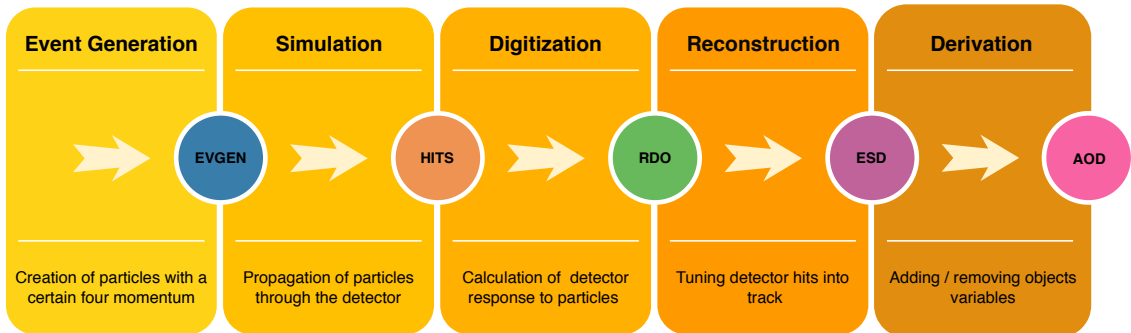 Event Generation
Simulation
Digitization
Reconstruction
Derivation
EVGEN
HITS
RDO
ESD
AOD
Creation of particles with a
certain four momentum
Propagation of particles
through the detector
Calculation of detector
response to particles
Tuning detector hits into
track
Adding / removing objects
variables